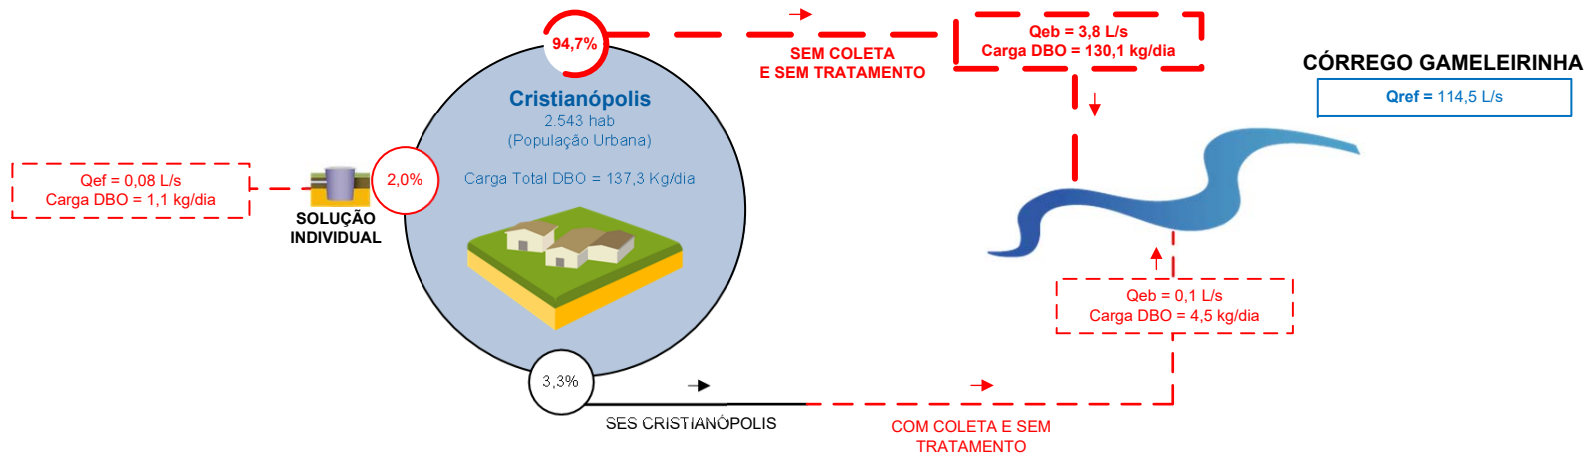 94,7%
SEM COLETA
E SEM TRATAMENTO
Qeb = 3,8 L/s
Carga DBO = 130,1 kg/dia
CÓRREGO GAMELEIRINHA
Qref = 114,5 L/s
Cristianópolis
2.543 hab
(População Urbana)
Carga Total DBO = 137,3 Kg/dia
2,0%
SOLUÇÃO
INDIVIDUAL
Qef = 0,08 L/s
Carga DBO = 1,1 kg/dia
3,3%
SES CRISTIANÓPOLIS
COM COLETA E SEM
TRATAMENTO
Qeb = 0,1 L/s
Carga DBO = 4,5 kg/dia